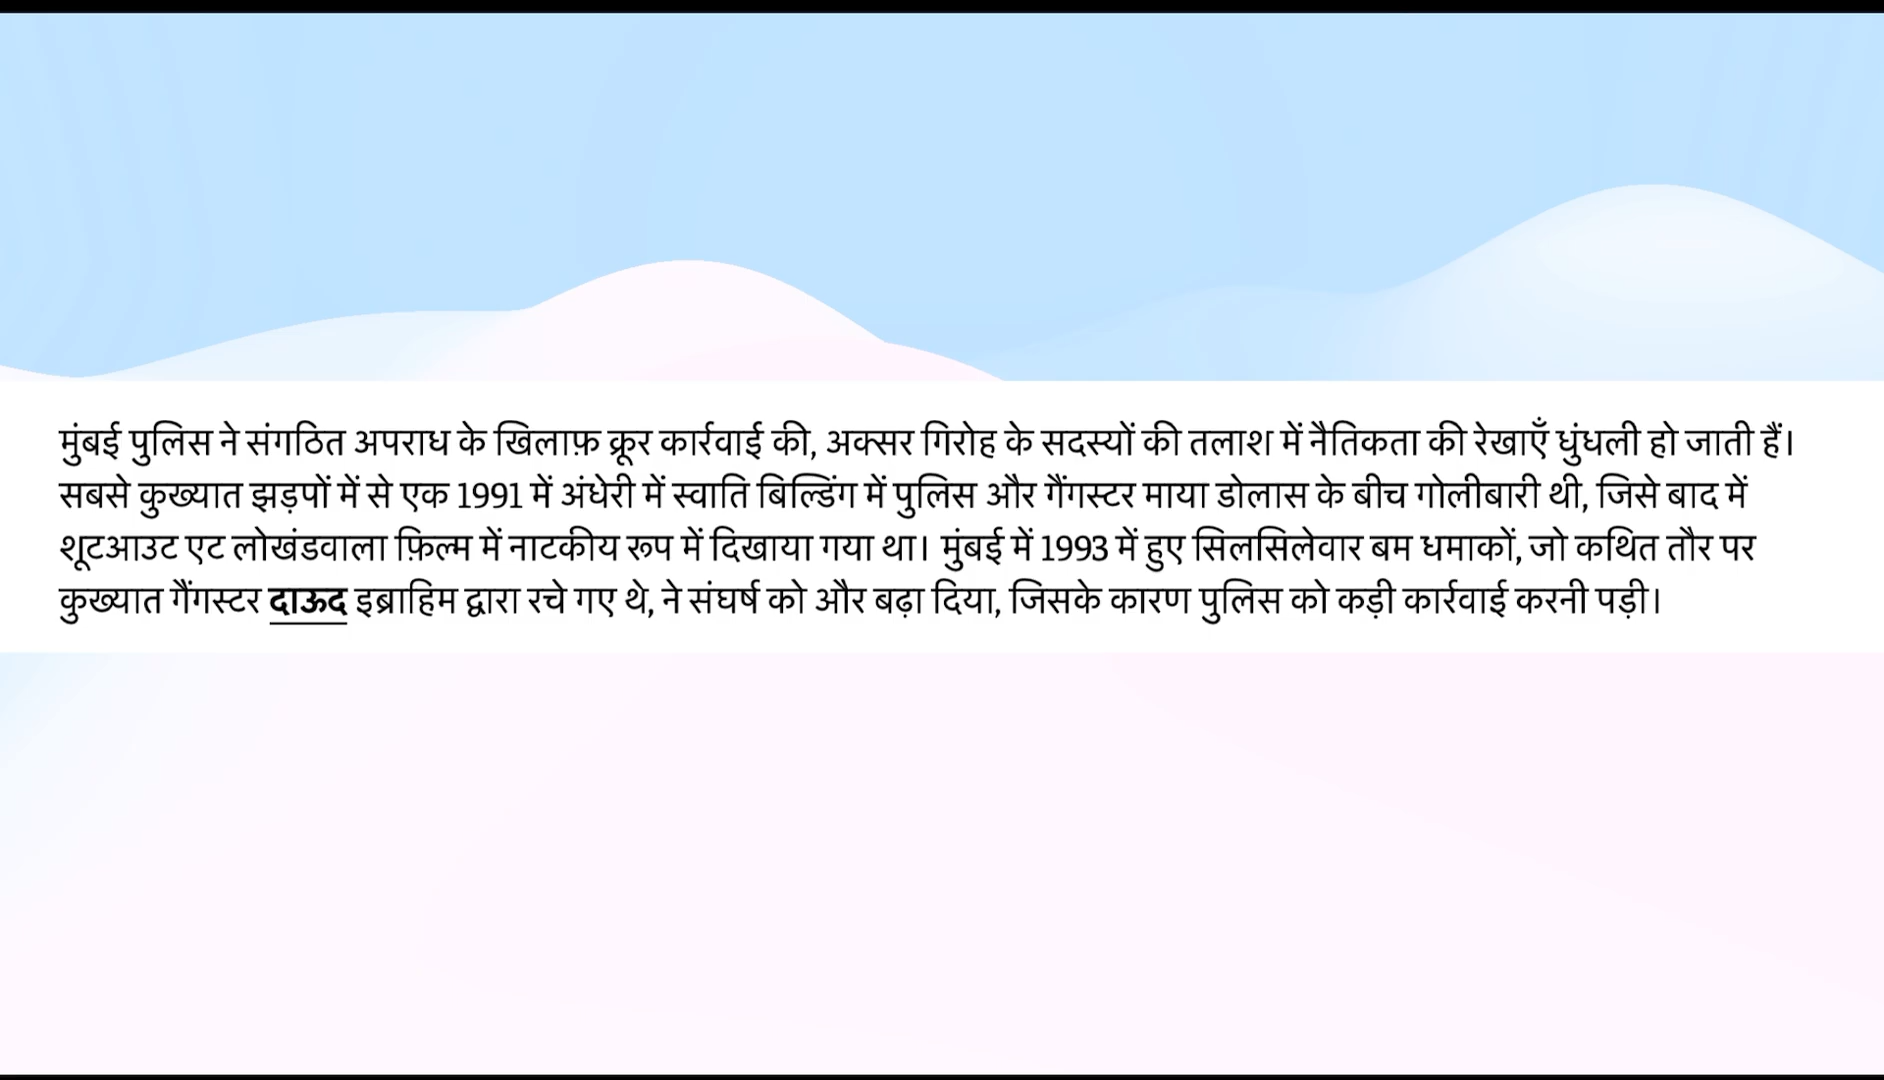 मुंबई पुलिस ने संगठित अपराध के खिलाफ़ क्रूर कार्रवाई की, अक्सर गिरोह के सदस्यों की तलाश में नैतिकता की रेखाएँ धुंधली हो जाती हैं।
सबसे कुख्यात झड़पों में से एक 1991 में अंधेरी में स्वाति बिल्डिंग में पुलिस और गैंगस्टर माया डोलास के बीच गोलीबारी थी, जिसे बाद में
शूटआउट एट लोखंडवाला फ़िल्म में नाटकीय रूप में दिखाया गया था। मुंबई में 1993 में हुए सिलसिलेवार बम धमाकों, जो कथित तौर पर
कुख्यात गैंगस्टर दाऊद इब्राहिम द्वारा रचे गए थे, ने संघर्ष को और बढ़ा दिया, जिसके कारण पुलिस को कड़ी कार्रवाई करनी पड़ी।